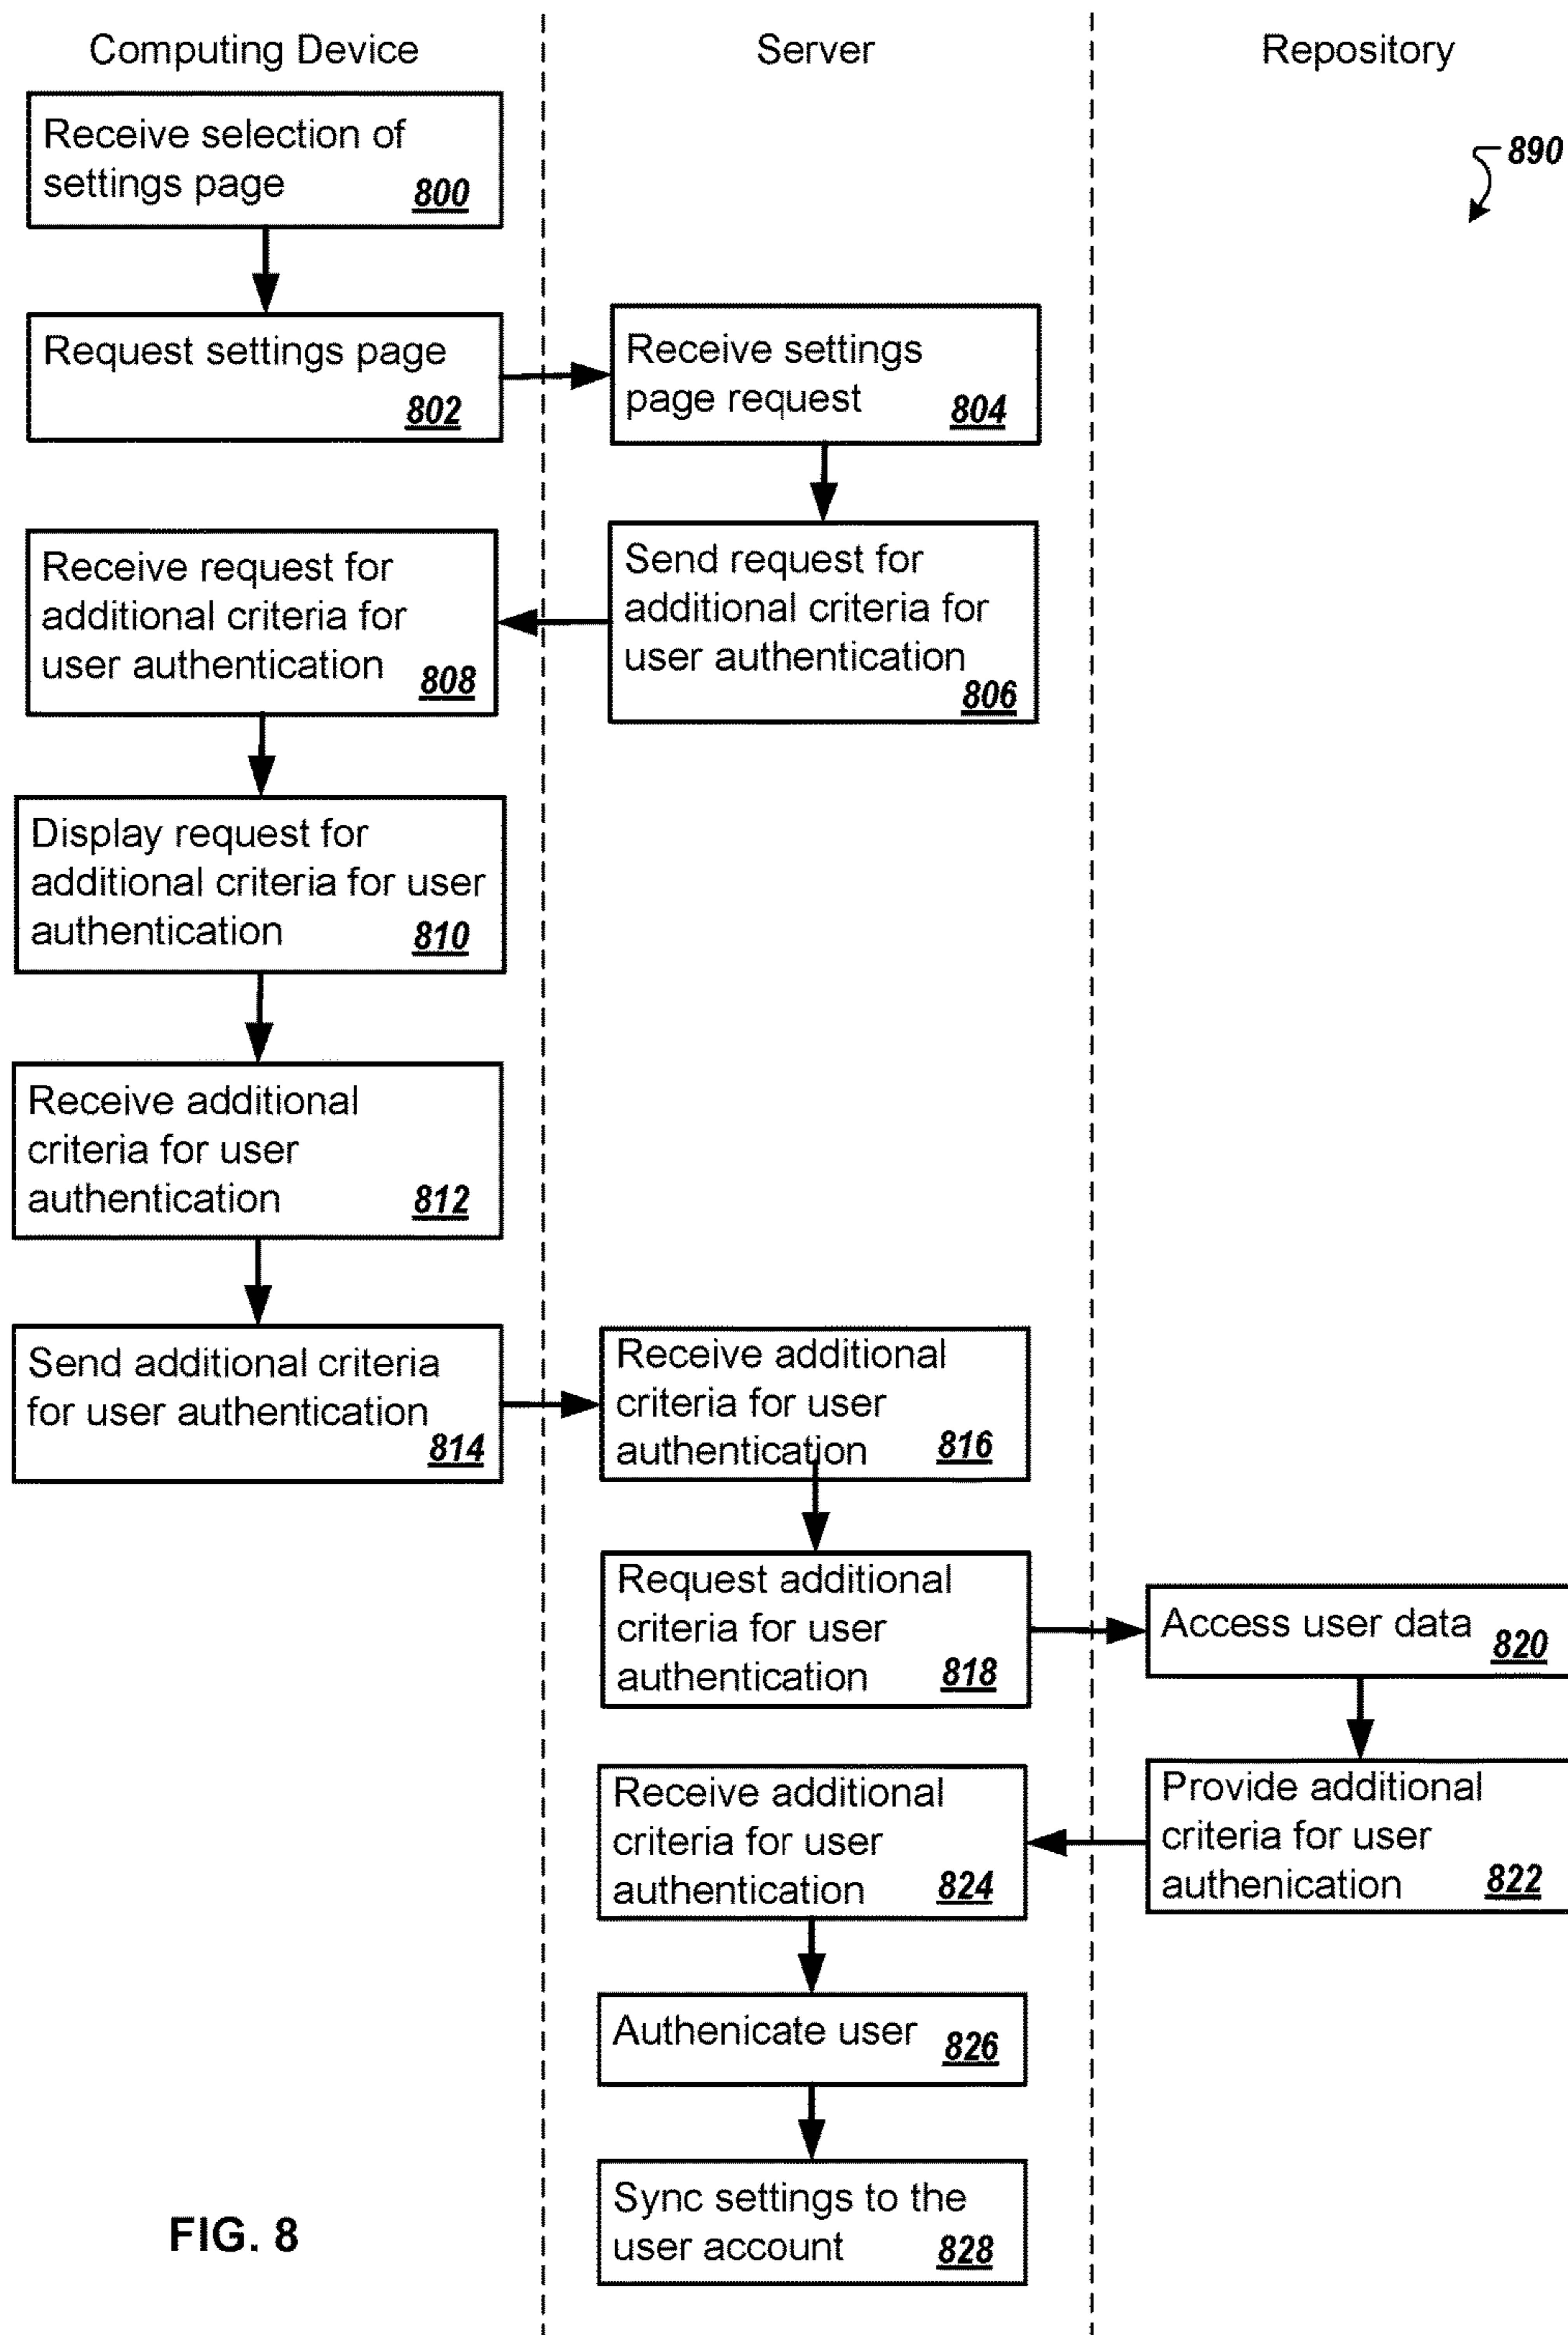 Computing Device
Server
Repository
890
Receive selection of
settings page
800
Request settings page
802
Receive settings
page request
804
Send request for
additional criteria for
user authentication
806
Receive request for
additional criteria for
user authentication
808
Display request for
additional criteria for user
authentication
810
Receive additional
criteria for user
authentication
812
Send additional criteria
for user authentication
814
Receive additional
criteria for user
authentication
816
Request additional
criteria for user
authentication
818
Access user data
820
Provide additional
criteria for user
authenication
822
Receive additional
criteria for user
authentication
824
Authenicate user
826
Sync settings to the
user account
828
FIG. 8